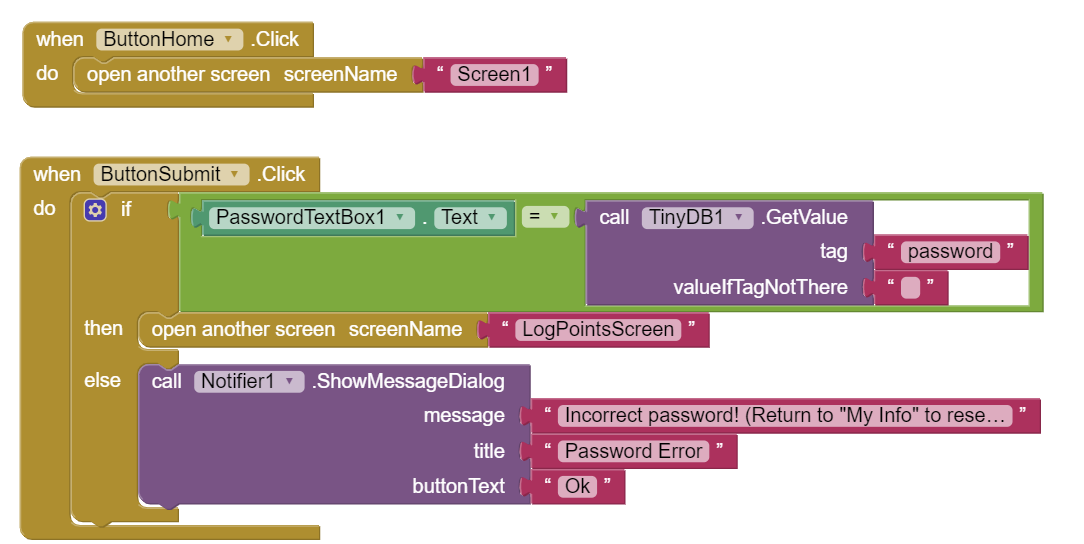 when ButtonHome .Click
do open another screen screenName " Screen1 "
when ButtonSubmit .Click
do if PasswordTextBox1 . Text = call TinyDB1 .GetValue
tag " password "
valueIfTagNotThere " "
then open another screen screenName " LogPointsScreen "
else call Notifier1 .ShowMessageDialog
message " Incorrect password! (Return to "My Info" to rese… "
title " Password Error "
buttonText " Ok "